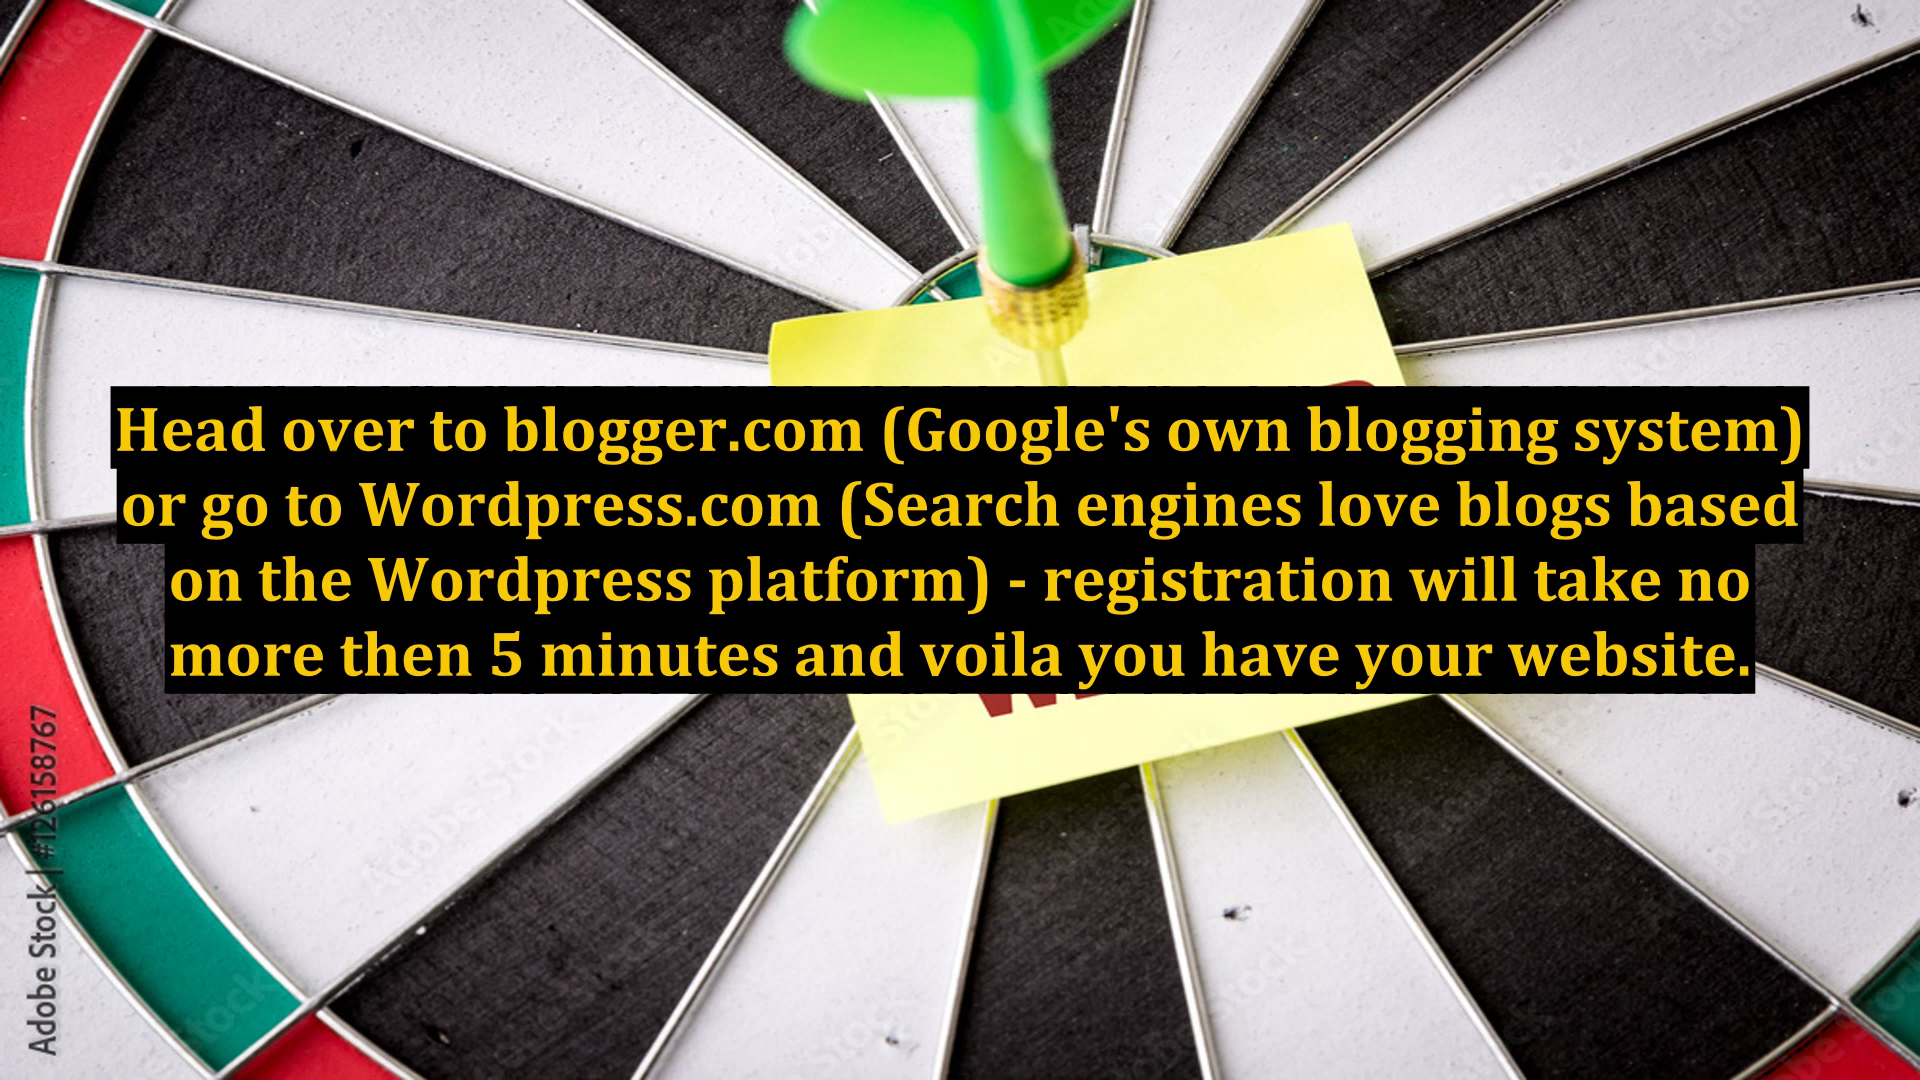 Head over to blogger.com (Google's own blogging system)
or go to Wordpress.com (Search engines love blogs based
on the Wordpress platform) - registration will take no
more then 5 minutes and voila you have your website.
Adobe Stock | #126158767